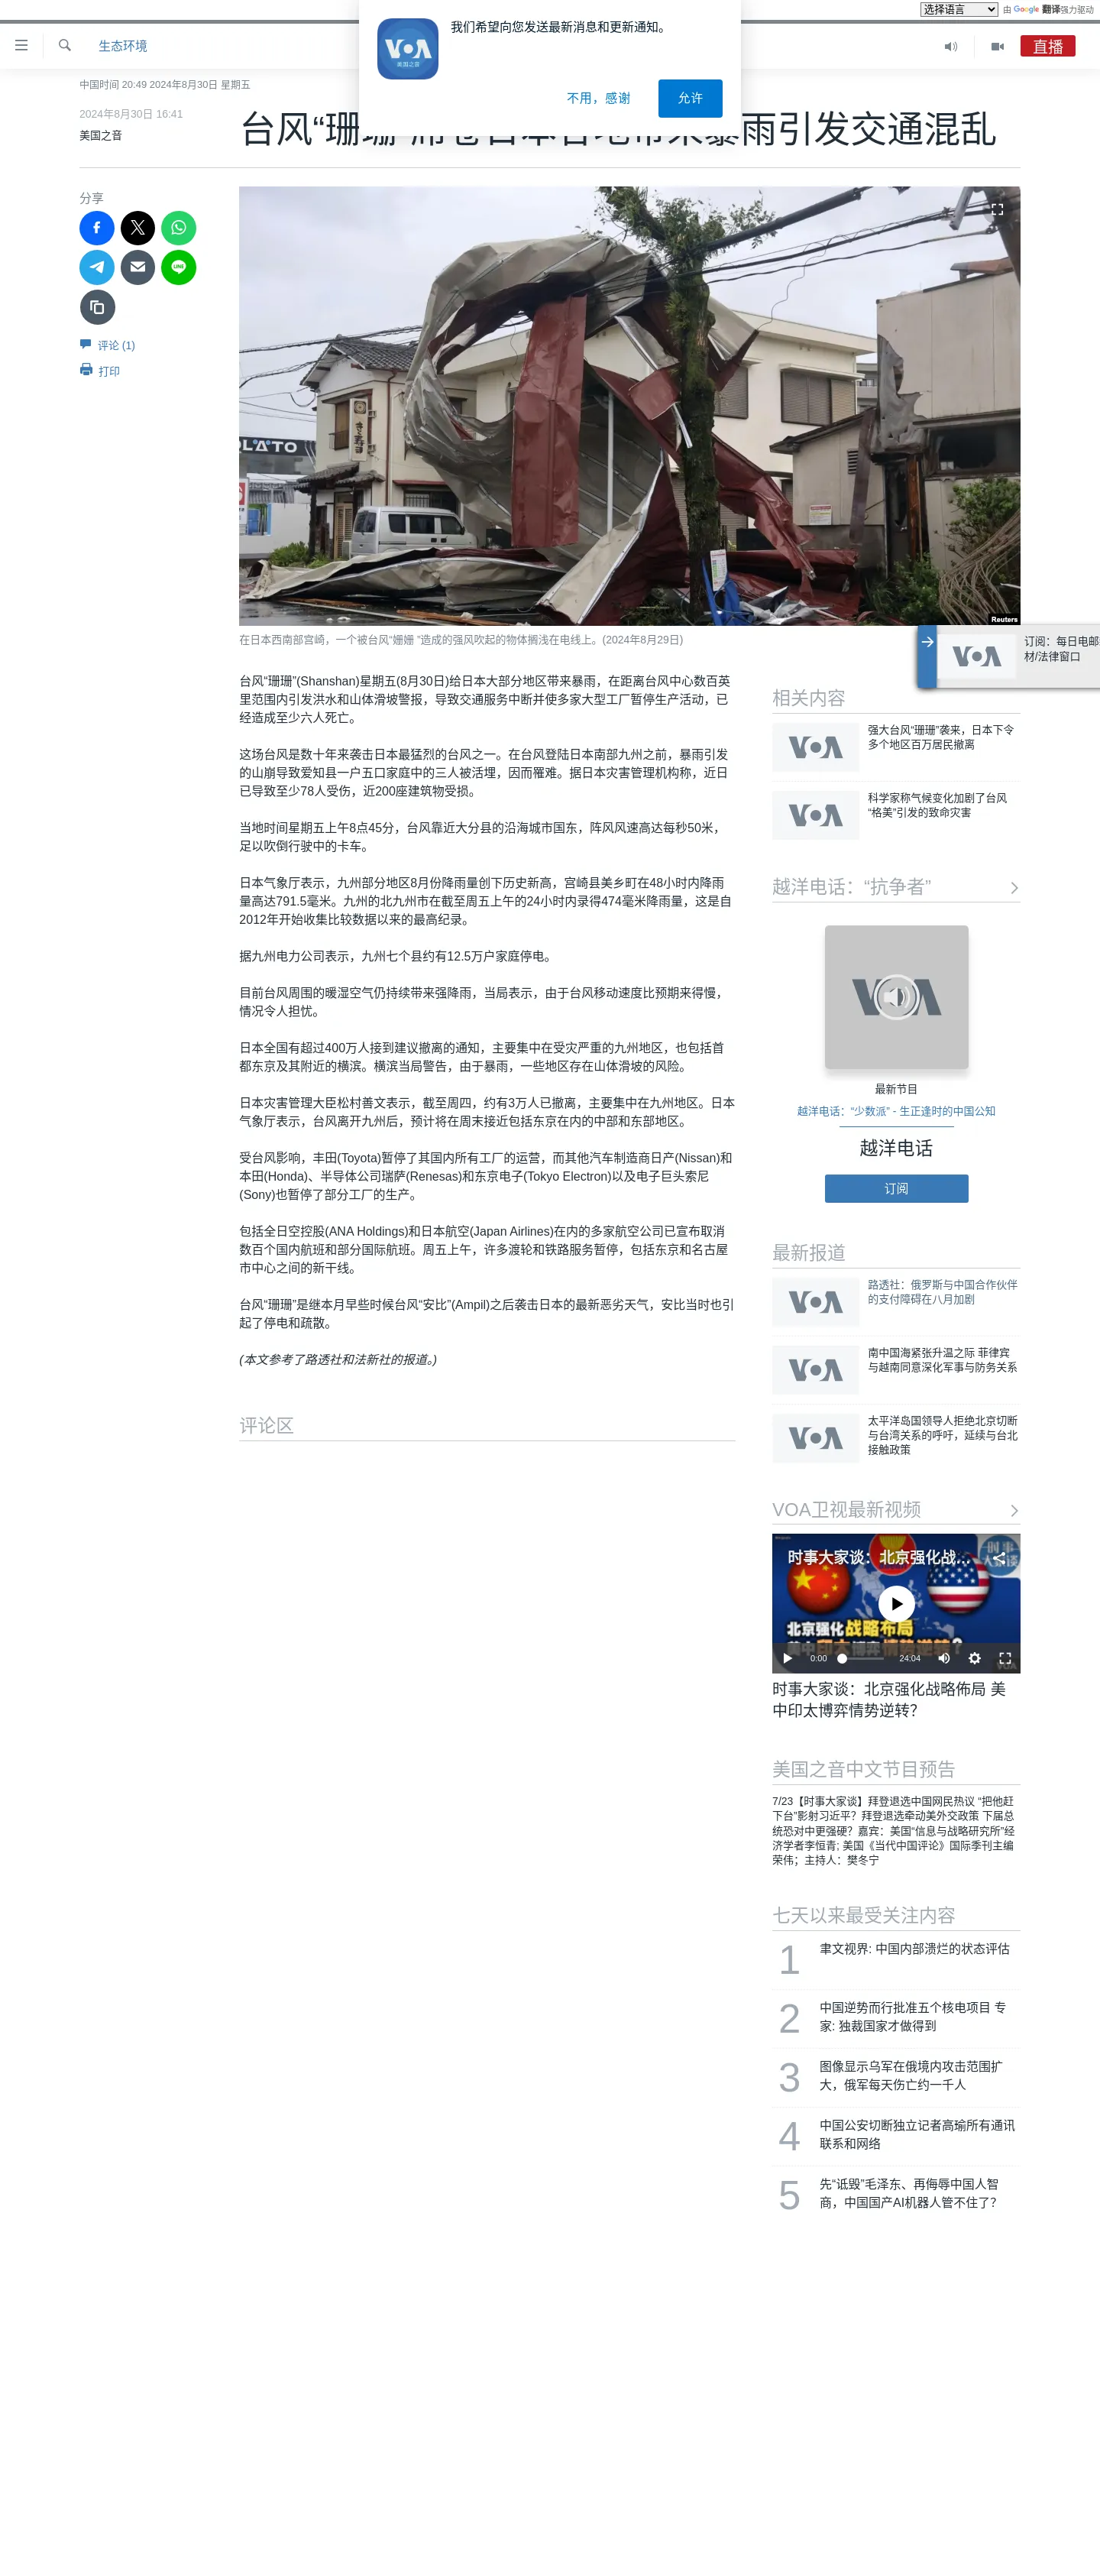 选择语言
由 Google 翻译强力驱动
我们希望向您发送最新消息和更新通知。
VOA
美国之音
不用，感谢
允许
生态环境
直播
中国时间 20:49 2024年8月30日 星期五
2024年8月30日 16:41
美国之音
台风“珊珊”席卷日本各地带来暴雨引发交通混乱
分享
评论 (1)
打印
OLATO
Reuters
在日本西南部宫崎，一个被台风“姗姗 ”造成的强风吹起的物体搁浅在电线上。(2024年8月29日)
台风“珊珊”(Shanshan)星期五(8月30日)给日本大部分地区带来暴雨，在距离台风中心数百英
里范围内引发洪水和山体滑坡警报，导致交通服务中断并使多家大型工厂暂停生产活动，已
经造成至少六人死亡。
这场台风是数十年来袭击日本最猛烈的台风之一。在台风登陆日本南部九州之前，暴雨引发
的山崩导致爱知县一户五口家庭中的三人被活埋，因而罹难。据日本灾害管理机构称，近日
已导致至少78人受伤，近200座建筑物受损。
当地时间星期五上午8点45分，台风靠近大分县的沿海城市国东，阵风风速高达每秒50米，
足以吹倒行驶中的卡车。
日本气象厅表示，九州部分地区8月份降雨量创下历史新高，宫崎县美乡町在48小时内降雨
量高达791.5毫米。九州的北九州市在截至周五上午的24小时内录得474毫米降雨量，这是自
2012年开始收集比较数据以来的最高纪录。
据九州电力公司表示，九州七个县约有12.5万户家庭停电。
目前台风周围的暖湿空气仍持续带来强降雨，当局表示，由于台风移动速度比预期来得慢，
情况令人担忧。
日本全国有超过400万人接到建议撤离的通知，主要集中在受灾严重的九州地区，也包括首
都东京及其附近的横滨。横滨当局警告，由于暴雨，一些地区存在山体滑坡的风险。
日本灾害管理大臣松村善文表示，截至周四，约有3万人已撤离，主要集中在九州地区。日本
气象厅表示，台风离开九州后，预计将在周末接近包括东京在内的中部和东部地区。
受台风影响，丰田(Toyota)暂停了其国内所有工厂的运营，而其他汽车制造商日产(Nissan)和
本田(Honda)、半导体公司瑞萨(Renesas)和东京电子(Tokyo Electron)以及电子巨头索尼
(Sony)也暂停了部分工厂的生产。
包括全日空控股(ANA Holdings)和日本航空(Japan Airlines)在内的多家航空公司已宣布取消
数百个国内航班和部分国际航班。周五上午，许多渡轮和铁路服务暂停，包括东京和名古屋
市中心之间的新干线。
台风“珊珊”是继本月早些时候台风“安比”(Ampil)之后袭击日本的最新恶劣天气，安比当时也引
起了停电和疏散。
(本文参考了路透社和法新社的报道。)
评论区
VOA
订阅：每日电邮
材/法律窗口
相关内容
VOA
强大台风“珊珊”袭来，日本下令
多个地区百万居民撤离
VOA
科学家称气候变化加剧了台风
“格美”引发的致命灾害
越洋电话：“抗争者”
VOA
最新节目
越洋电话：“少数派” - 生正逢时的中国公知
越洋电话
订阅
最新报道
VOA
路透社：俄罗斯与中国合作伙伴
的支付障碍在八月加剧
VOA
南中国海紧张升温之际 菲律宾
与越南同意深化军事与防务关系
VOA
太平洋岛国领导人拒绝北京切断
与台湾关系的呼吁，延续与台北
接触政策
VOA卫视最新视频
时事大家谈：北京强化战...
时事
大家谈
北京强化战略布局
美中印太博弈情势逆转？
0:00
24:04
VOA
时事大家谈：北京强化战略佈局 美
中印太博弈情势逆转？
美国之音中文节目预告
7/23【时事大家谈】拜登退选中国网民热议 “把他赶
下台”影射习近平？拜登退选牵动美外交政策 下届总
统恐对中更强硬？嘉宾：美国“信息与战略研究所”经
济学者李恒青; 美国《当代中国评论》国际季刊主编
荣伟；主持人：樊冬宁
七天以来最受关注内容
1
聿文视界: 中国内部溃烂的状态评估
2
中国逆势而行批准五个核电项目 专
家: 独裁国家才做得到
3
图像显示乌军在俄境内攻击范围扩
大，俄军每天伤亡约一千人
4
中国公安切断独立记者高瑜所有通讯
联系和网络
5
先“诋毁”毛泽东、再侮辱中国人智
商，中国国产AI机器人管不住了？